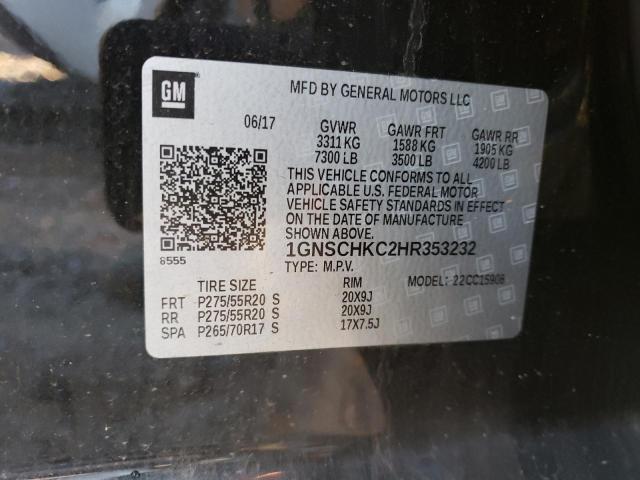 GM
MFD BY GENERAL MOTORS LLC
06/17 GVWR GAWR FRT GAWR RR
3311 KG 1588 KG 1905 KG
7300 LB 3500 LB 4200 LB
THIS VEHICLE CONFORMS TO ALL
APPLICABLE U.S. FEDERAL MOTOR
VEHICLE SAFETY STANDARDS IN EFFECT
ON THE DATE OF MANUFACTURE
SHOWN ABOVE.
1GNSCHKC2HR353232
8555
TYPE: M.P.V. MODEL: 22CC15906
TIRE SIZE RIM
FRT P275/55R20 S 20X9J
RR P275/55R20 S 20X9J
SPA P265/70R17 S 17X7.5J